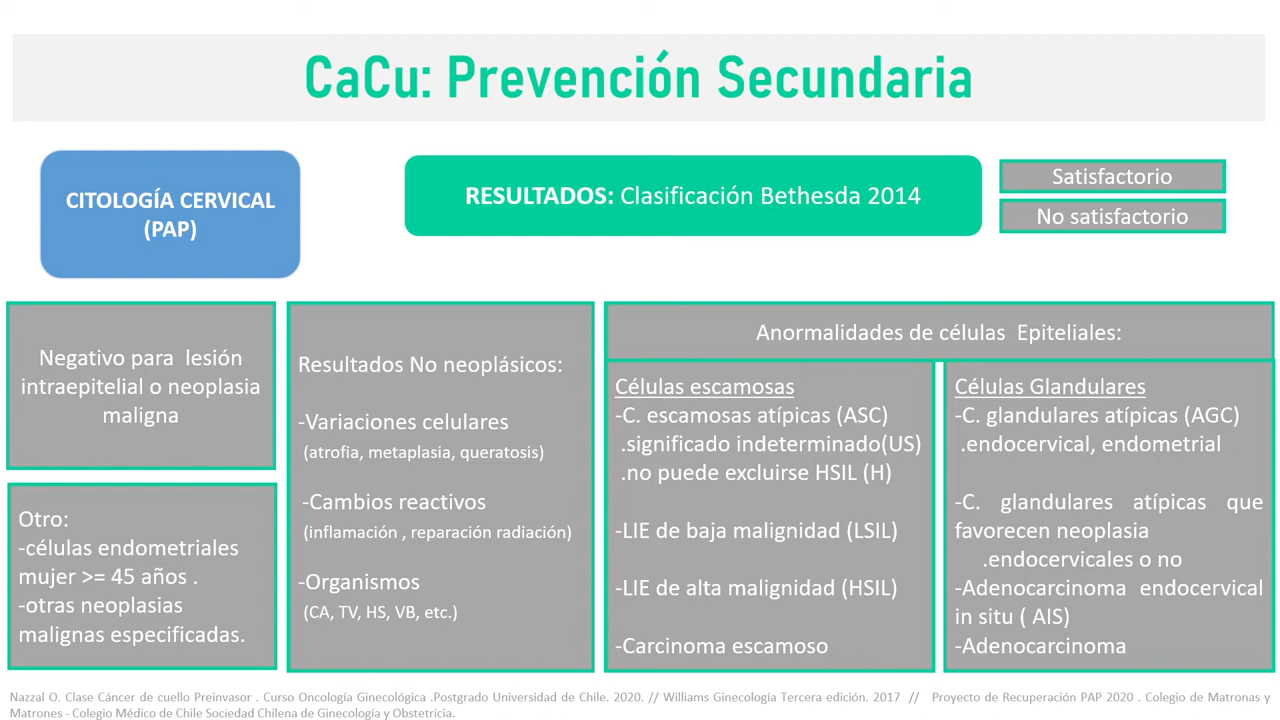 CaCu: Prevención Secundaria
CITOLOGÍA CERVICAL
(PAP)
RESULTADOS: Clasificación Bethesda 2014
Satisfactorio
No satisfactorio
Negativo para lesión
intraepitelial o neoplasia
maligna
Otro:
-células endometriales
mujer >= 45 años .
-otras neoplasias
malignas especificadas.
Resultados No neoplásicos:
-Variaciones celulares
(atrofia, metaplasia, queratosis)
-Cambios reactivos
(inflamación , reparación radiación)
-Organismos
(CA, TV, HS, VB, etc.)
Anormalidades de células Epiteliales:
Células escamosas
-C. escamosas atípicas (ASC)
.significado indeterminado(US)
.no puede excluirse HSIL (H)
-LIE de baja malignidad (LSIL)
-LIE de alta malignidad (HSIL)
-Carcinoma escamoso
Células Glandulares
-C. glandulares atípicas (AGC)
.endocervical, endometrial
-C. glandulares atípicas que
favorecen neoplasia
.endocervicales o no
-Adenocarcinoma endocervical
in situ ( AIS)
-Adenocarcinoma
Nazzal O. Clase Cáncer de cuello Preinvasor . Curso Oncología Ginecológica .Postgrado Universidad de Chile. 2020. // Williams Ginecología Tercera edición. 2017 // Proyecto de Recuperación PAP 2020 . Colegio de Matronas y
Matrones - Colegio Médico de Chile Sociedad Chilena de Ginecología y Obstetricia.